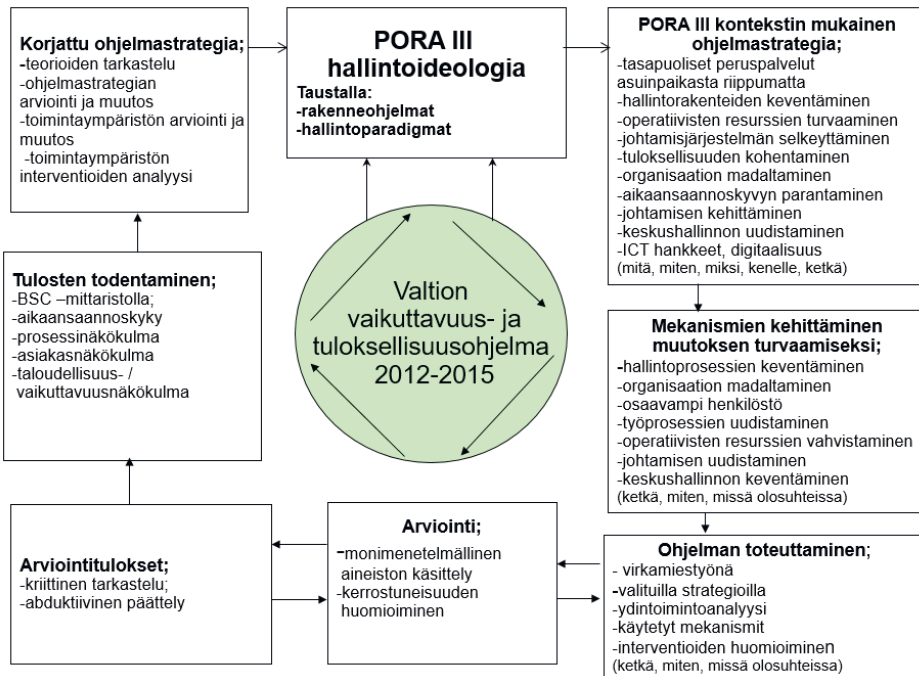 Korjattu ohjelmastrategia;
-teorioiden tarkastelu
-ohjelmastrategian
arviointi ja muutos
-toimintaympäristön arviointi ja
muutos
-toimintaympäristön
interventioiden analyysi
PORA III
hallintoideologia
Taustalla:
-rakenneohjelmat
-hallintoparadigmat
PORA III kontekstin mukainen
ohjelmastrategia;
-tasapuoliset peruspalvelut
asuinpaikasta riippumatta
-hallintorakenteiden keventäminen
-operatiivisten resurssien turvaaminen
-johtamisjärjestelmän selkeyttäminen
-tuloksellisuuden kohentaminen
-organisaation madaltaminen
-aikaansaannoskyvyn parantaminen
-johtamisen kehittäminen
-keskushallinnon uudistaminen
-ICT hankkeet, digitaalisuus
(mitä, miten, miksi, kenelle, ketkä)
Tulosten todentaminen;
-BSC –mittaristolla;
-aikaansaannoskyky
-prosessinäkökulma
-asiakasnäkökulma
-taloudellisuus- /
vaikuttavuusnäkökulma
Valtion
vaikuttavuus- ja
tuloksellisuusohjelma
2012-2015
Mekanismien kehittäminen
muutoksen turvaamiseksi;
-hallintoprosessien keventäminen
-organisaation madaltaminen
-osaavampi henkilöstö
-työprosessien uudistaminen
-operatiivisten resurssien vahvistaminen
-johtamisen uudistaminen
-keskushallinnon keventäminen
(ketkä, miten, missä olosuhteissa)
Arviointitulokset;
-kriittinen tarkastelu;
-abduktiivinen päättely
Arviointi;
-monimenetelmällinen
aineiston käsittely
-kerrostuneisuuden
huomioiminen
Ohjelman toteuttaminen;
- virkamiestyönä
-valituilla strategioilla
-ydintoimintoanalyysi
-käytetyt mekanismit
-interventioiden huomioiminen
(ketkä, miten, missä olosuhteissa)